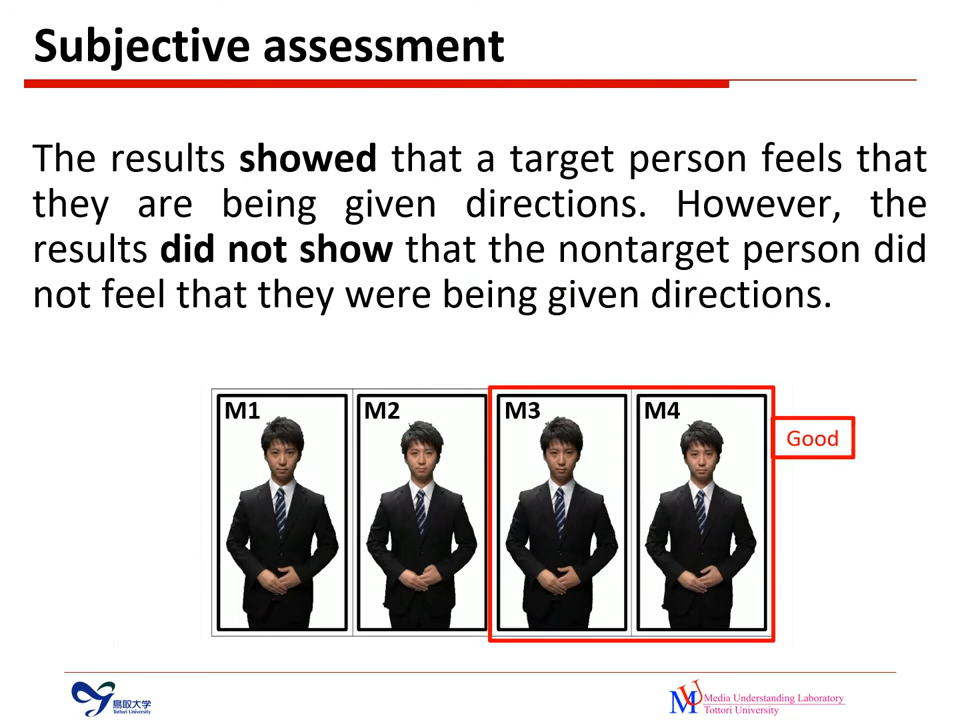 Subjective assessment
The results showed that a target person feels that
they are being given directions. However, the
results did not show that the nontarget person did
not feel that they were being given directions.
M1
M2
M3
M4
Good
鳥取大学
Tottori University
MU
Media Understanding Laboratory
Tottori University